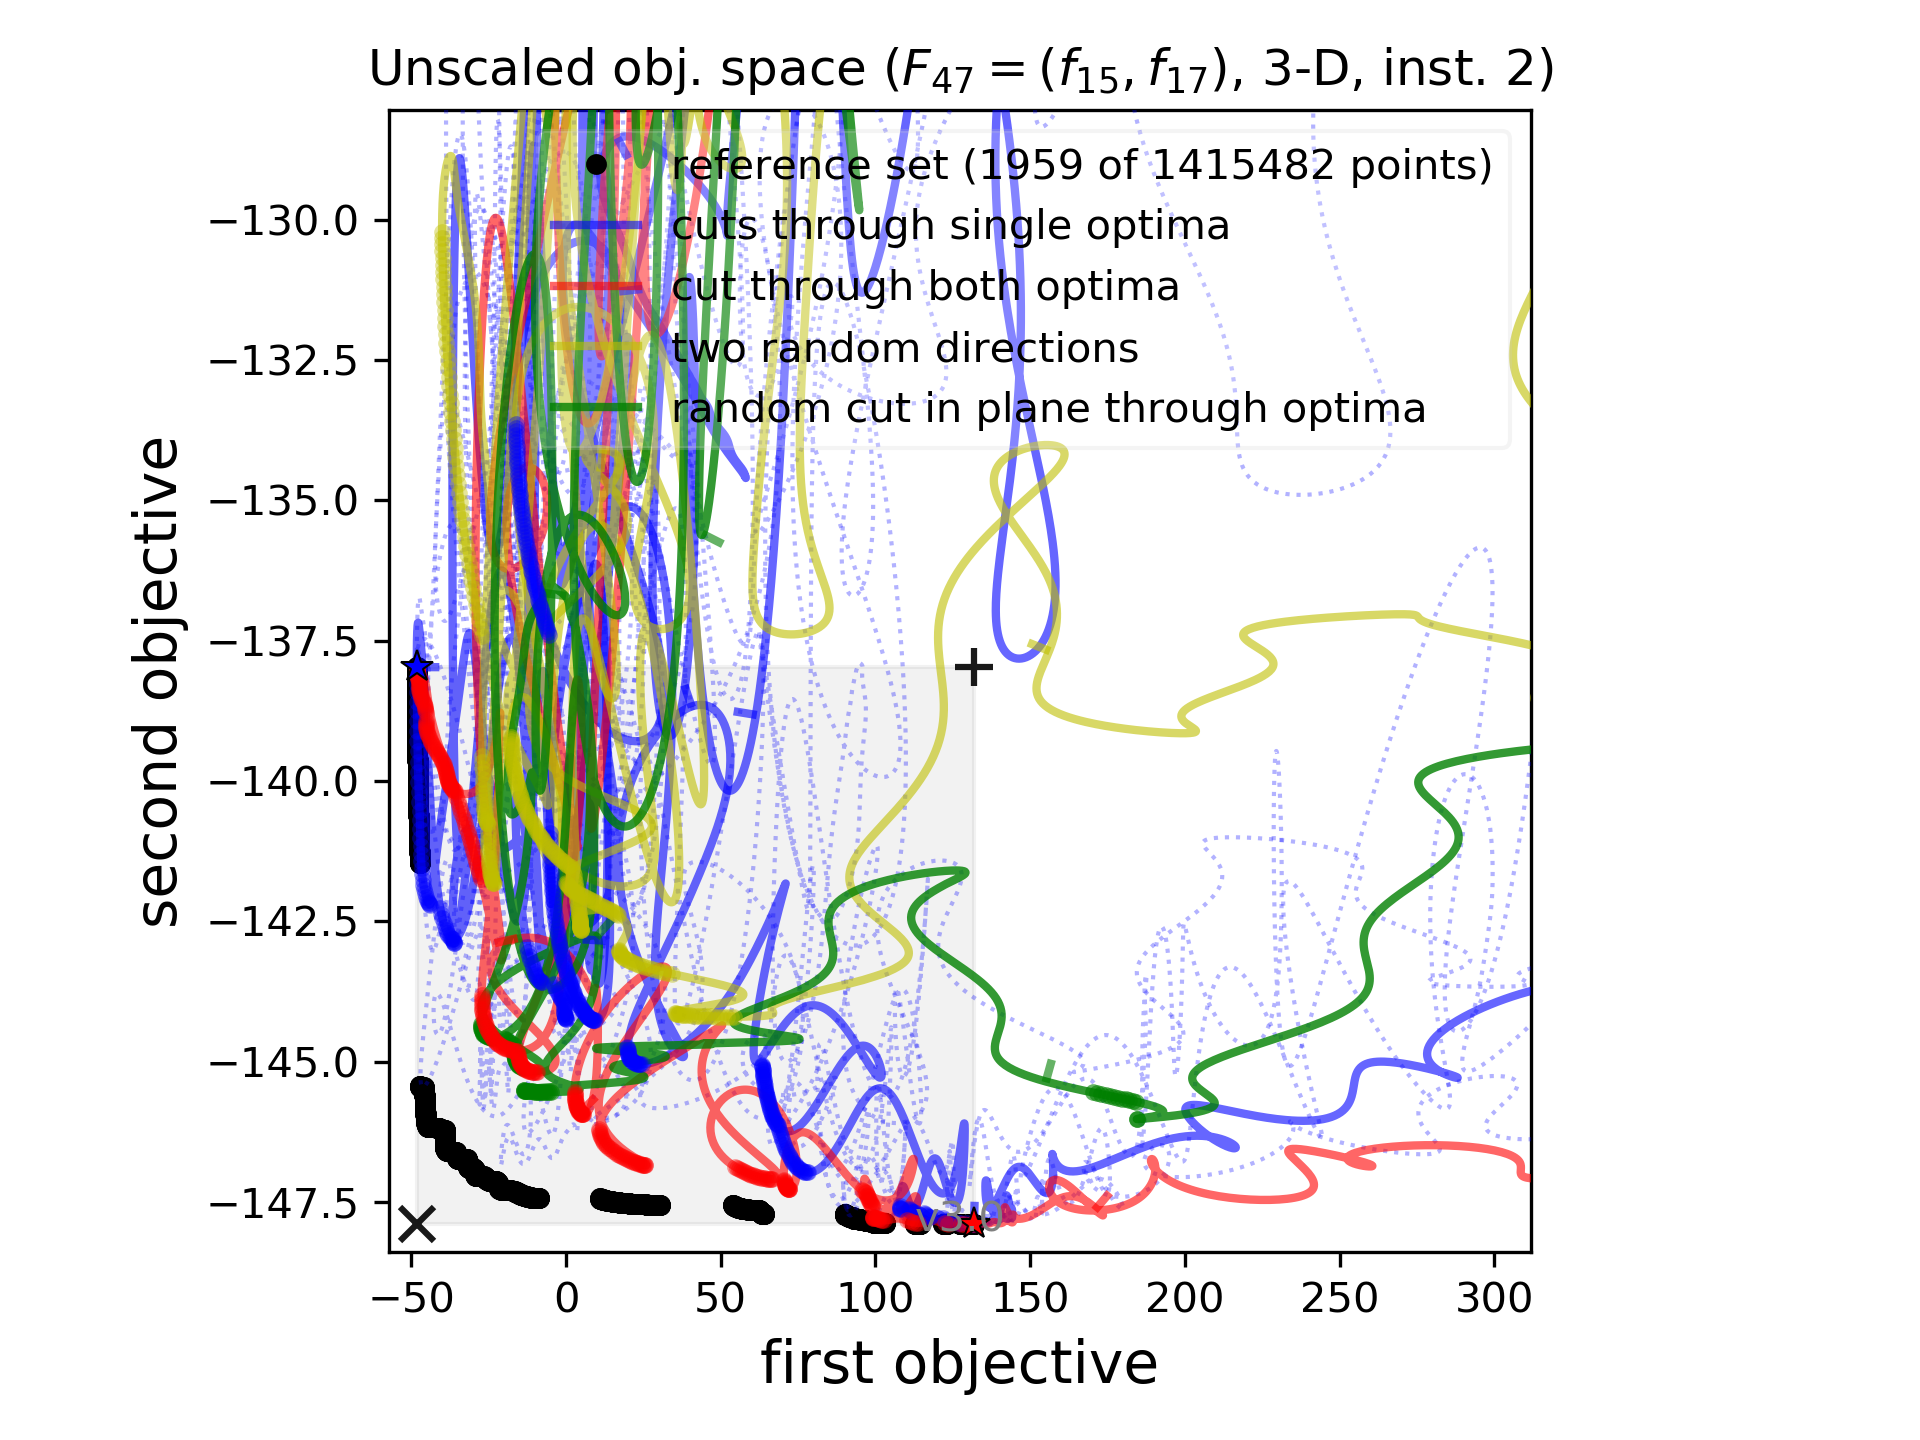 Unscaled obj. space (F47 = (f15, f17), 3-D, inst. 2)
reference set (1959 of 1415482 points)
cuts through single optima
cut through both optima
two random directions
random cut in plane through optima
second objective
−130.0
−132.5
−135.0
−137.5
−140.0
−142.5
−145.0
−147.5
v3.0
−50 0 50 100 150 200 250 300
first objective